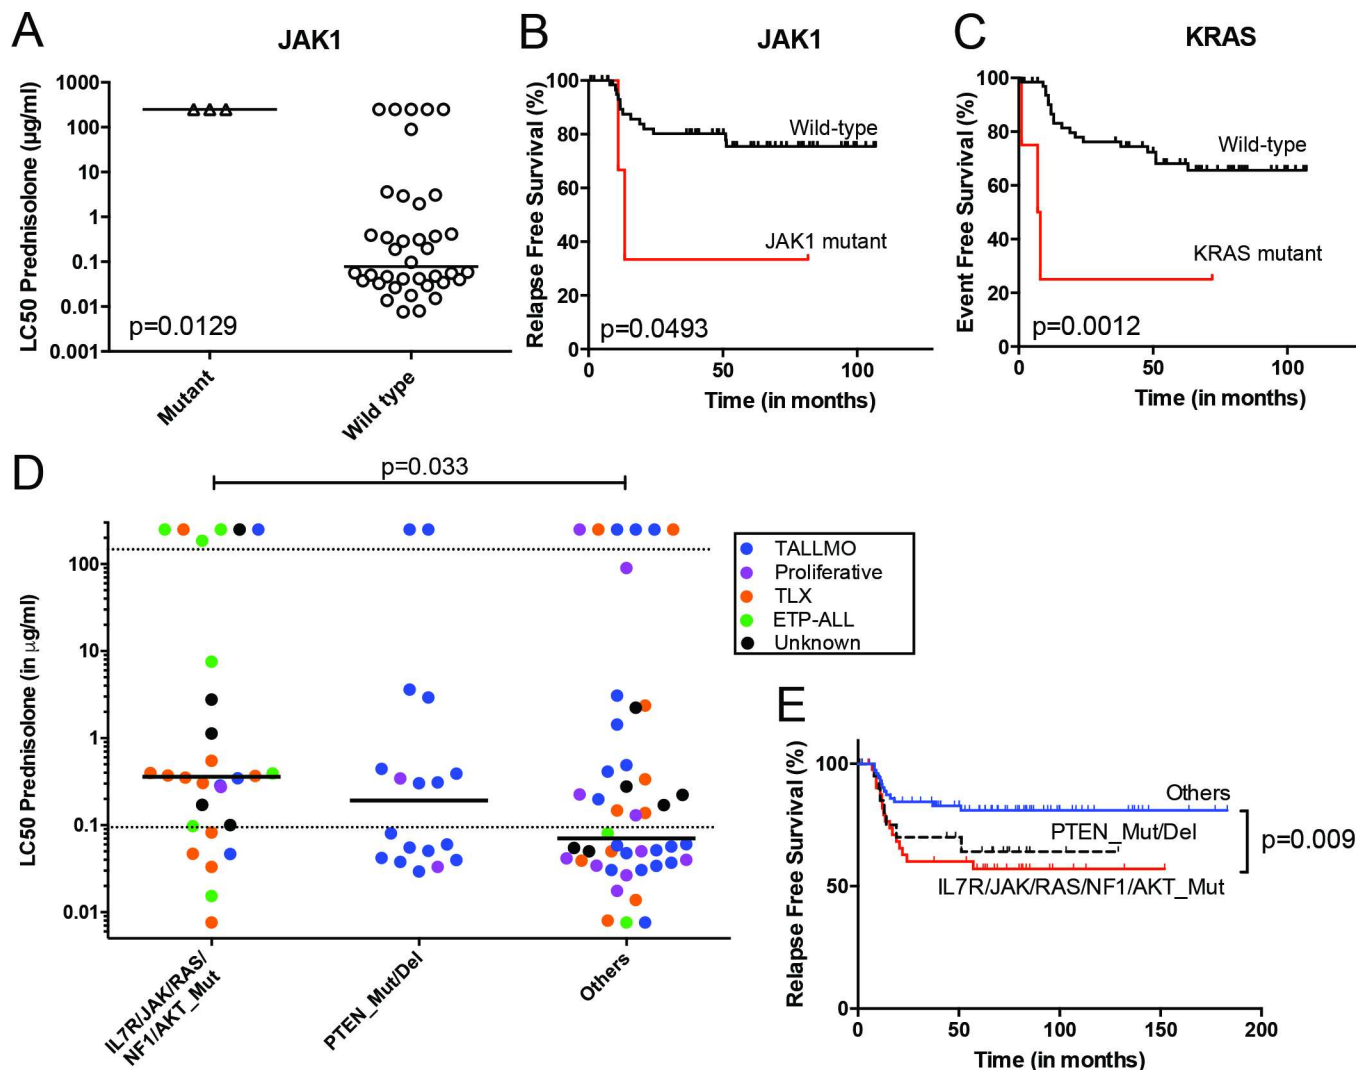 A
JAK1
LC50 Prednisolone (µg/ml)
1000
100
10
1
0.1
0.01
0.001
p=0.0129
Mutant
Wild type
B
JAK1
Relapse Free Survival (%)
100
80
60
40
20
0
Wild-type
JAK1 mutant
p=0.0493
0
50
100
Time (in months)
C
KRAS
Event Free Survival (%)
100
80
60
40
20
0
Wild-type
KRAS mutant
p=0.0012
0
50
100
Time (in months)
D
p=0.033
LC50 Prednisolone (in µg/ml)
100
10
1
0.1
0.01
IL7R/JAK/RAS/
NF1/AKT_Mut
PTEN_Mut/Del
Others
TALLMO
Proliferative
TLX
ETP-ALL
Unknown
E
Relapse Free Survival (%)
100
50
0
Others
PTEN_Mut/Del
IL7R/JAK/RAS/NF1/AKT_Mut
p=0.009
0
50
100
150
200
Time (in months)